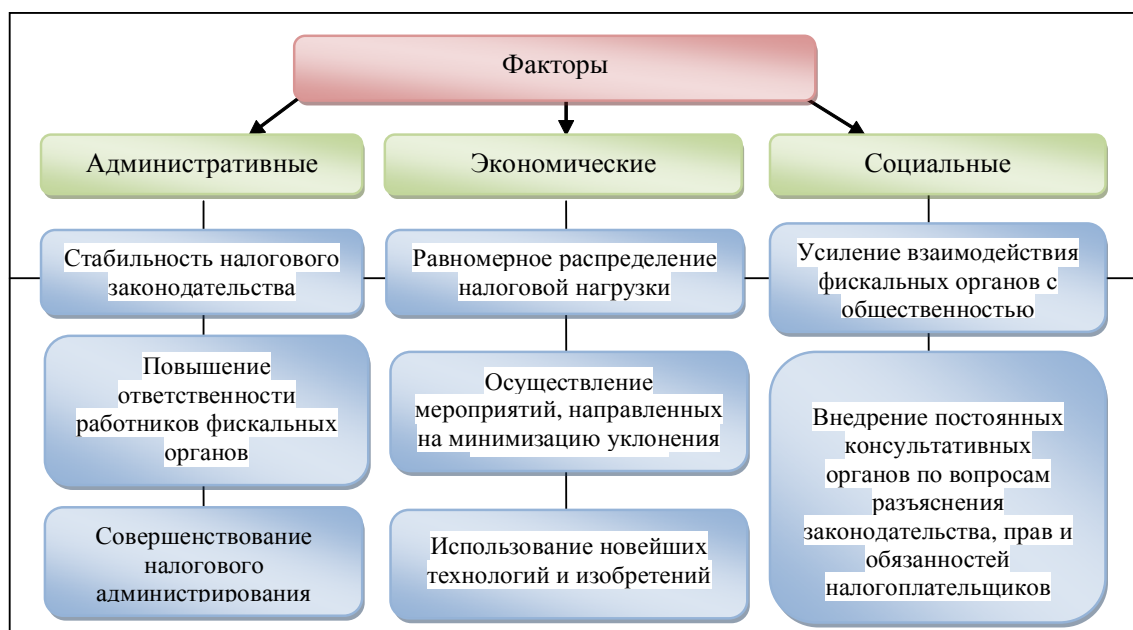 Факторы
Административные
Экономические
Социальные
Стабильность налогового
законодательства
Равномерное распределение
налоговой нагрузки
Усиление взаимодействия
фискальных органов с
общественностью
Повышение
ответственности
работников фискальных
органов
Осуществление
мероприятий, направленных
на минимизацию уклонения
Внедрение постоянных
консультативных
органов по вопросам
разъяснения
законодательства, прав и
обязанностей
налогоплательщиков
Совершенствование
налогового
администрирования
Использование новейших
технологий и изобретений